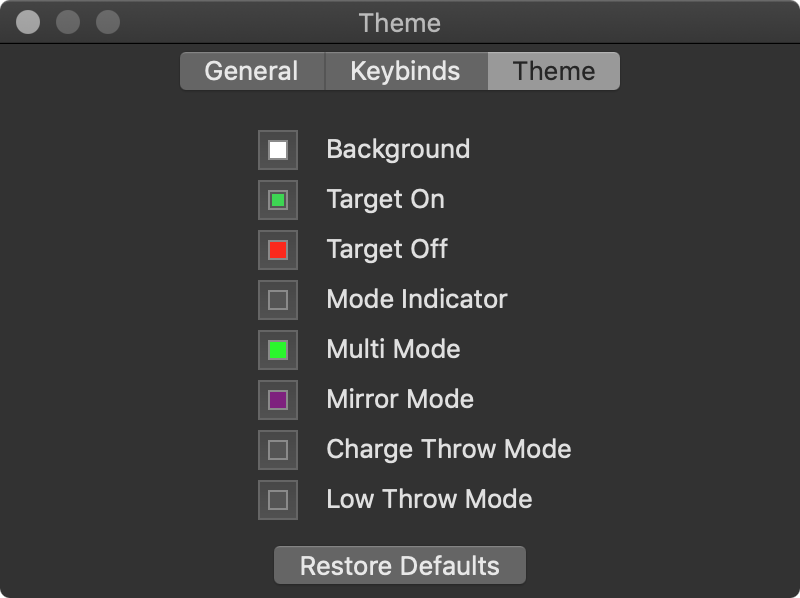 Theme
General Keybinds Theme
Background
Target On
Target Off
Mode Indicator
Multi Mode
Mirror Mode
Charge Throw Mode
Low Throw Mode
Restore Defaults